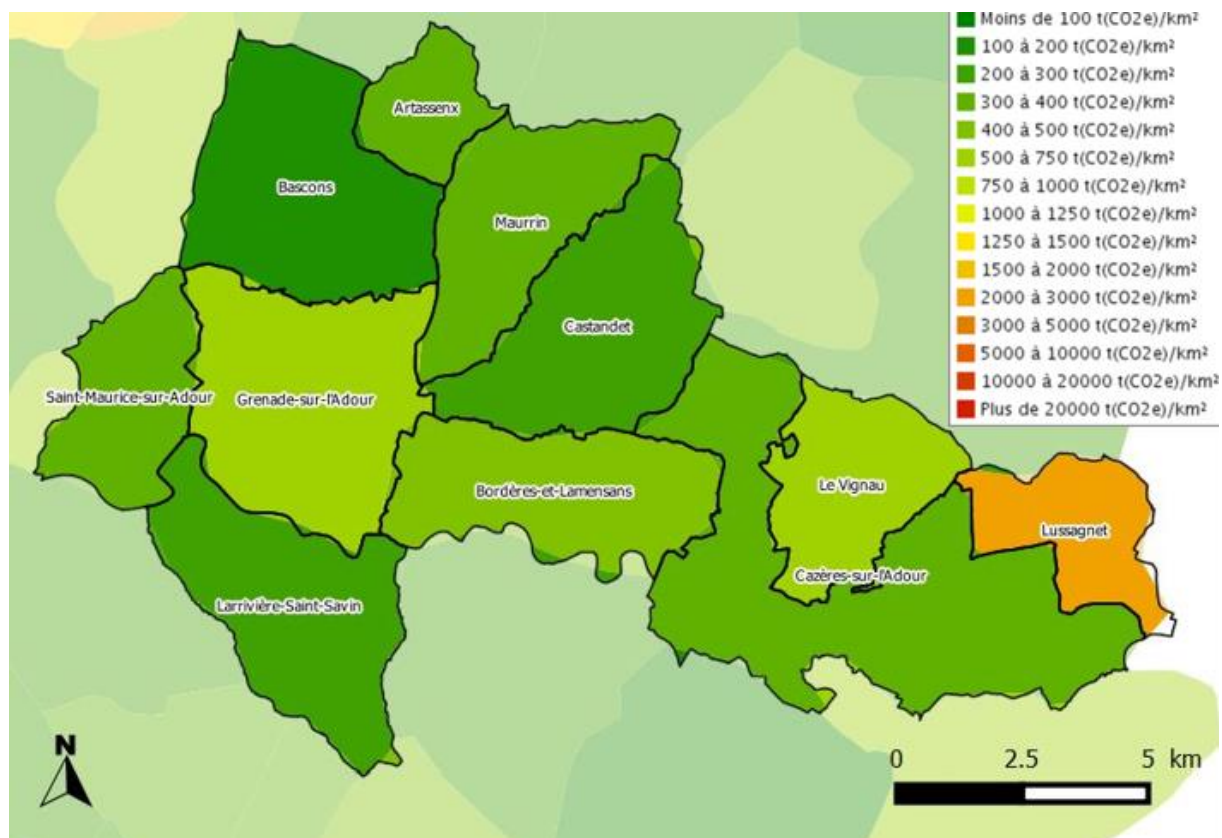 Moins de 100 t(CO2e)/km²
100 à 200 t(CO2e)/km²
200 à 300 t(CO2e)/km²
300 à 400 t(CO2e)/km²
400 à 500 t(CO2e)/km²
500 à 750 t(CO2e)/km²
750 à 1000 t(CO2e)/km²
1000 à 1250 t(CO2e)/km²
1250 à 1500 t(CO2e)/km²
1500 à 2000 t(CO2e)/km²
2000 à 3000 t(CO2e)/km²
3000 à 5000 t(CO2e)/km²
5000 à 10000 t(CO2e)/km²
10000 à 20000 t(CO2e)/km²
Plus de 20000 t(CO2e)/km²
Artassenx
Bascons
Maurrin
Castandet
Saint-Maurice-sur-Adour
Grenade-sur-l'Adour
Bordères-et-Lamensans
Le Vignau
Lussagnet
Cazères-sur-l'Adour
Larrivière-Saint-Savin
N
0 2.5 5 km